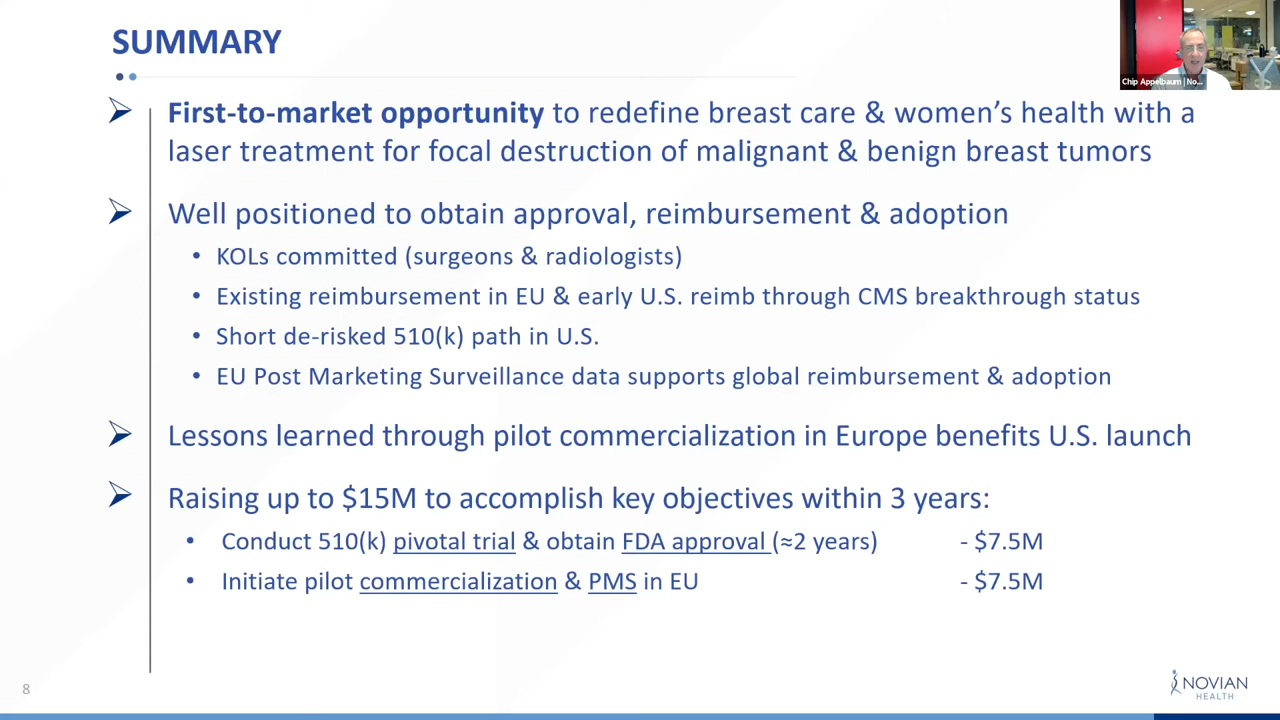 SUMMARY
Chip Appelbaum | No...
First-to-market opportunity to redefine breast care & women’s health with a
laser treatment for focal destruction of malignant & benign breast tumors
Well positioned to obtain approval, reimbursement & adoption
• KOLs committed (surgeons & radiologists)
• Existing reimbursement in EU & early U.S. reimb through CMS breakthrough status
• Short de-risked 510(k) path in U.S.
• EU Post Marketing Surveillance data supports global reimbursement & adoption
Lessons learned through pilot commercialization in Europe benefits U.S. launch
Raising up to $15M to accomplish key objectives within 3 years:
• Conduct 510(k) pivotal trial & obtain FDA approval (≈2 years) - $7.5M
• Initiate pilot commercialization & PMS in EU - $7.5M
8
NOVIAN
HEALTH